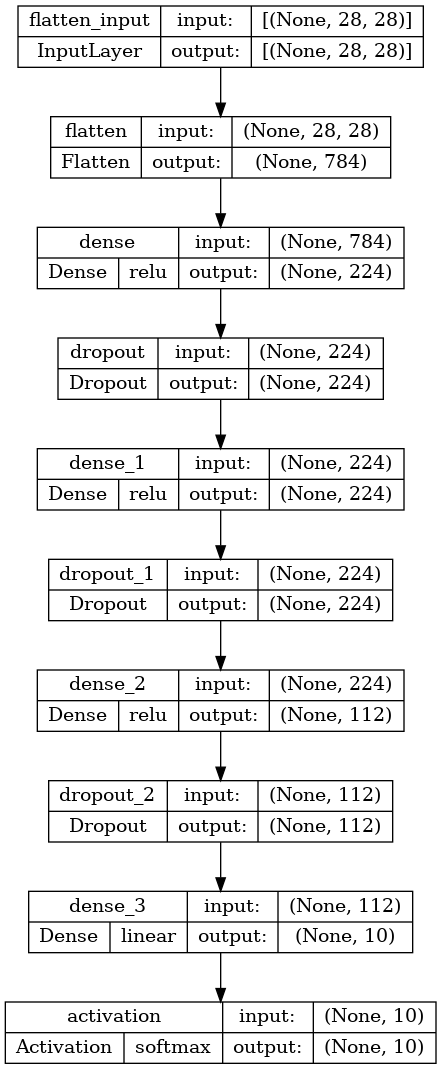 flatten_input input: [(None, 28, 28)]
InputLayer output: [(None, 28, 28)]
flatten input: (None, 28, 28)
Flatten output: (None, 784)
dense input: (None, 784)
Dense relu output: (None, 224)
dropout input: (None, 224)
Dropout output: (None, 224)
dense_1 input: (None, 224)
Dense relu output: (None, 224)
dropout_1 input: (None, 224)
Dropout output: (None, 224)
dense_2 input: (None, 224)
Dense relu output: (None, 112)
dropout_2 input: (None, 112)
Dropout output: (None, 112)
dense_3 input: (None, 112)
Dense linear output: (None, 10)
activation input: (None, 10)
Activation softmax output: (None, 10)